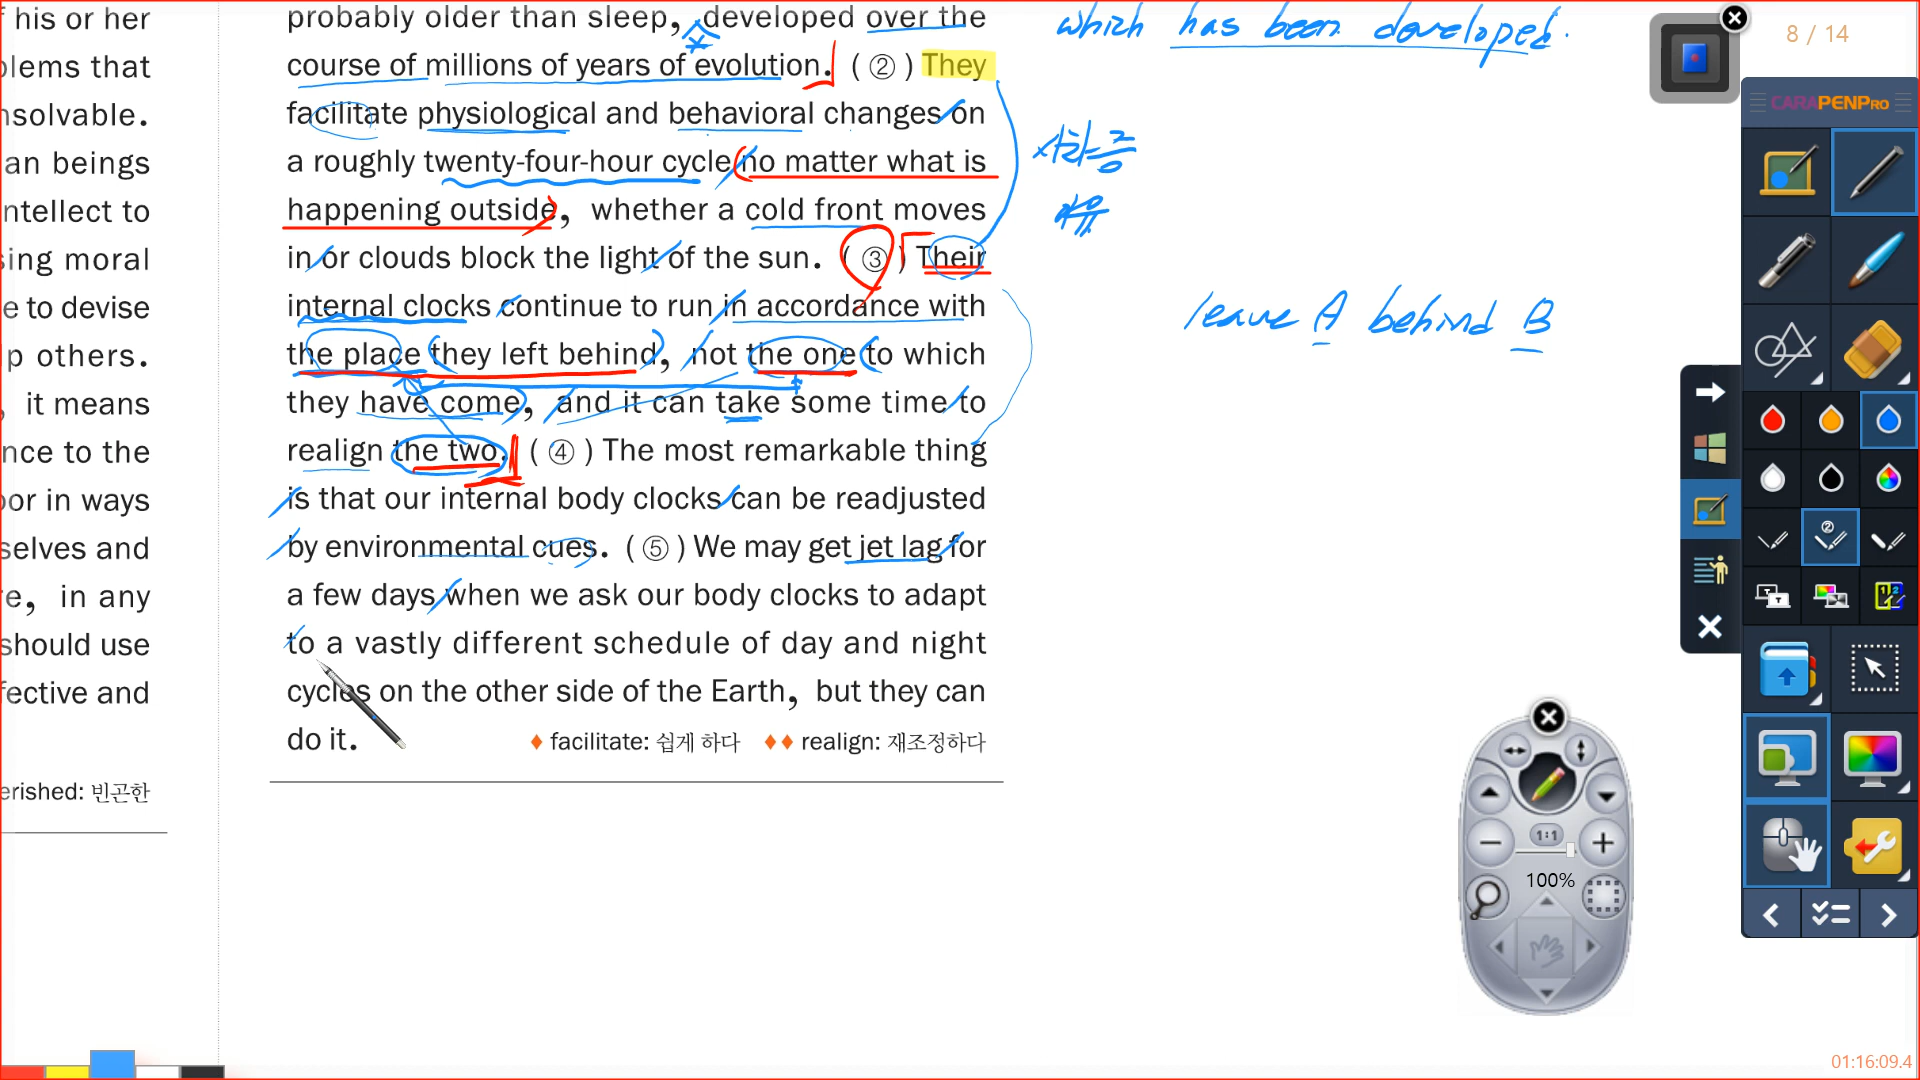 his or her
lems that
nsolvable.
an beings
ntellect to
sing moral
e to devise
p others.
, it means
nce to the
oor in ways
selves and
re, in any
should use
fective and
erished: 빈곤한
probably older than sleep, developed over the
course of millions of years of evolution. ( ② ) They
facilitate physiological and behavioral changes on
a roughly twenty-four-hour cycle no matter what is
happening outside, whether a cold front moves
in or clouds block the light of the sun. ( ③ ) Their
internal clocks continue to run in accordance with
the place they left behind, not the one to which
they have come, and it can take some time to
realign the two. ( ④ ) The most remarkable thing
is that our internal body clocks can be readjusted
by environmental cues. ( ⑤ ) We may get jet lag for
a few days when we ask our body clocks to adapt
to a vastly different schedule of day and night
cycles on the other side of the Earth, but they can
do it.
♦ facilitate: 쉽게 하다 ♦♦ realign: 재조정하다
which has been developed.
leave A behind B
8 / 14
CARAPENPRO
②
1:1
100%
01:16:09.4